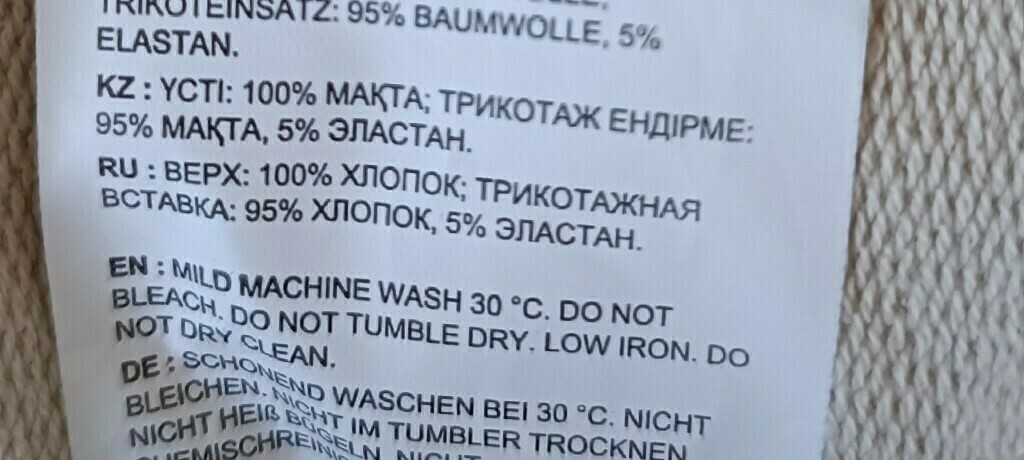 TRIKOTEINSATZ: 95% BAUMWOLLE, 5%
ELASTAN.
KZ : ҮСТІ: 100% МАҚТА; ТРИКОТАЖ ЕНДІРМЕ:
95% МАҚТА, 5% ЭЛАСТАН.
RU : ВЕРХ: 100% ХЛОПОК; ТРИКОТАЖНАЯ
ВСТАВКА: 95% ХЛОПОК, 5% ЭЛАСТАН.
EN : MILD MACHINE WASH 30 °C. DO NOT
BLEACH. DO NOT TUMBLE DRY. LOW IRON. DO
NOT DRY CLEAN.
DE : SCHONEND WASCHEN BEI 30 °C. NICHT
BLEICHEN. NICHT IM TUMBLER TROCKNEN
NICHT HEIß BÜGELN. NICHT